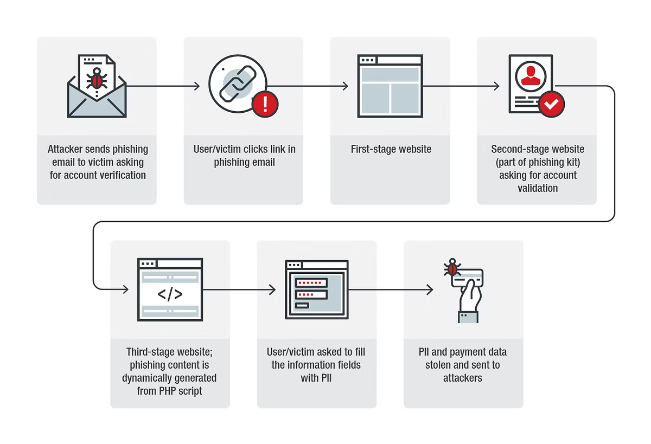 Attacker sends phishing
email to victim asking
for account verification
User/victim clicks link in
phishing email
First-stage website
Second-stage website
(part of phishing kit)
asking for account
validation
Third-stage website;
phishing content is
dynamically generated
from PHP script
User/victim asked to fill
the information fields
with PII
PII and payment data
stolen and sent to
attackers